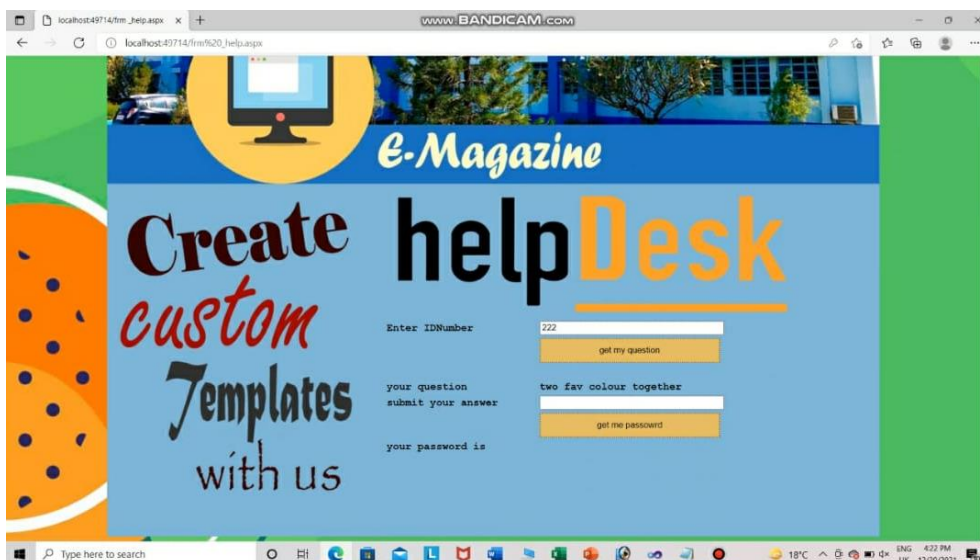 localhost:49714/frm _help.aspx
www.BANDICAM.com
localhost:49714/frm%20_help.aspx
E-Magazine
Create
custom
Templates
with us
helpDesk
Enter IDNumber 222
get my question
your question two fav colour together
submit your answer
get me passowrd
your password is
Type here to search
18°C
ENG 4:22 PM